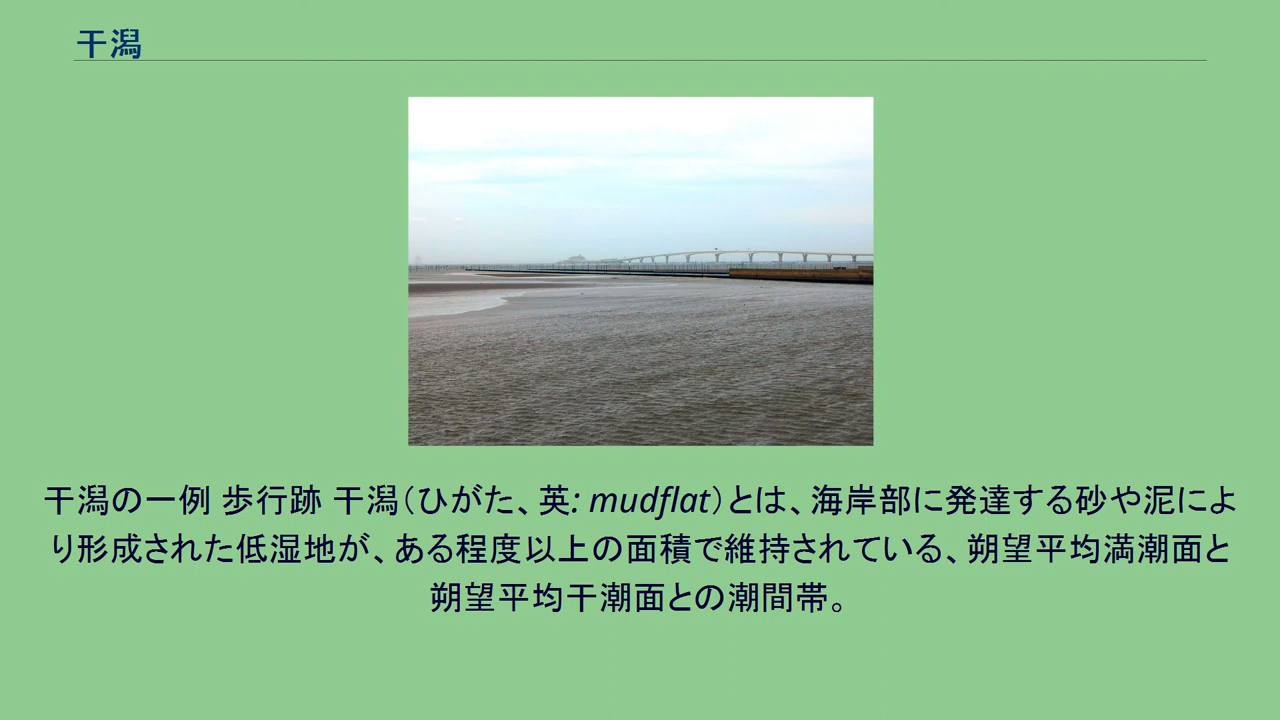 干潟
干潟の一例 歩行跡 干潟（ひがた、英: mudflat）とは、海岸部に発達する砂や泥によ
り形成された低湿地が、ある程度以上の面積で維持されている、朔望平均満潮面と
朔望平均干潮面との潮間帯。